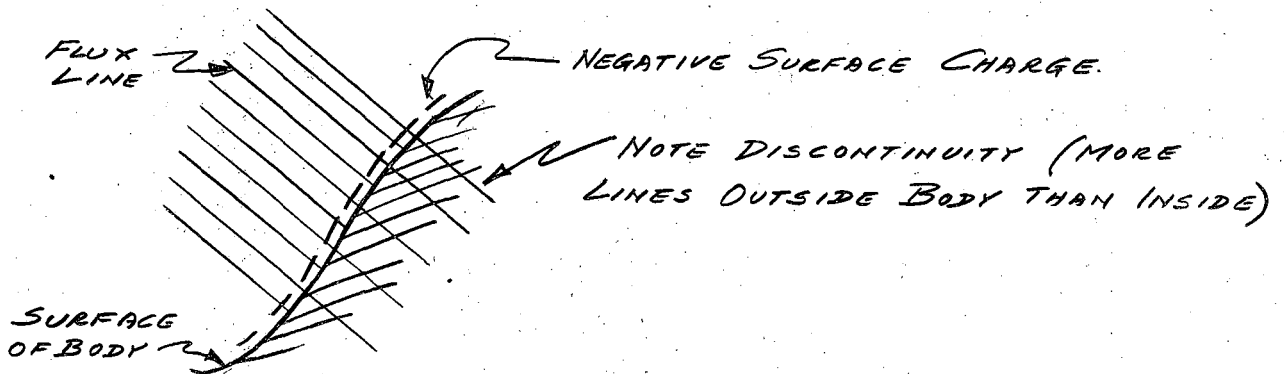 FLUX
LINE
NEGATIVE SURFACE CHARGE.
NOTE DISCONTINUITY (MORE
LINES OUTSIDE BODY THAN INSIDE)
SURFACE
OF BODY